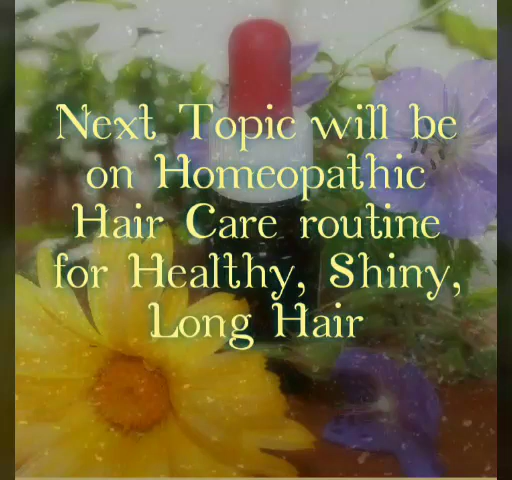 Next Topic will be
on Homeopathic
Hair Care routine
for Healthy, Shiny,
Long Hair